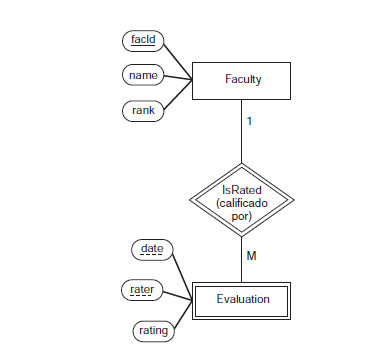 facId
name
Faculty
rank
1
IsRated
(calificado
por)
date
M
rater
Evaluation
rating